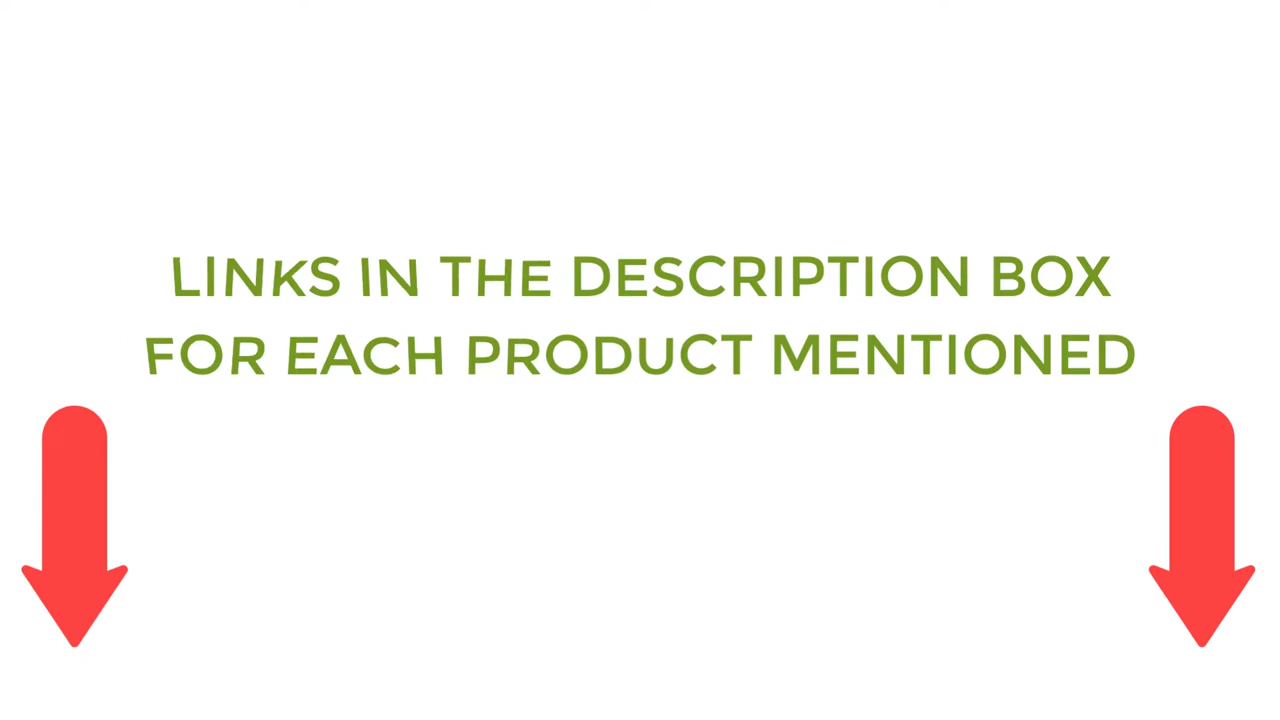 LINKS IN THE DESCRIPTION BOX
FOR EACH PRODUCT MENTIONED